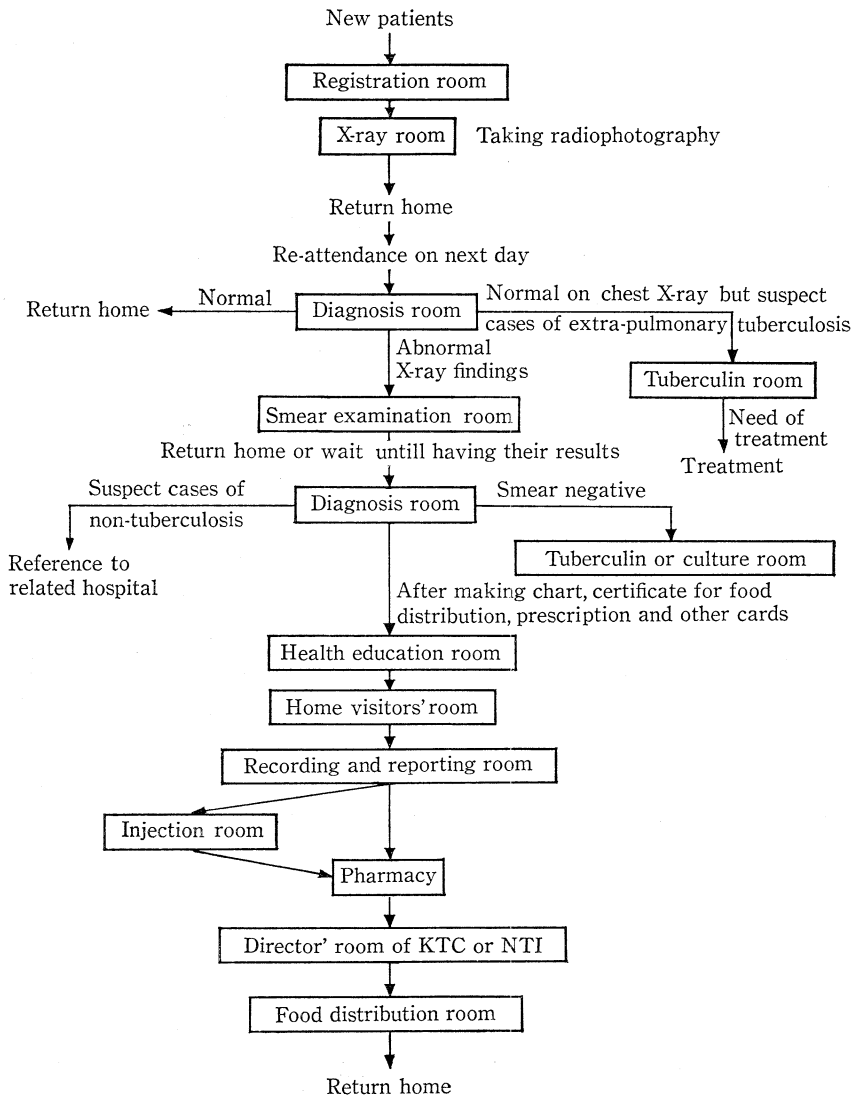 New patients
Registration room
X-ray room
Taking radiophotography
Return home
Re-attendance on next day
Return home
Normal
Diagnosis room
Normal on chest X-ray but suspect
cases of extra-pulmonary tuberculosis
Abnormal
X-ray findings
Tuberculin room
Smear examination room
Need of
treatment
Treatment
Return home or wait untill having their results
Suspect cases of
non-tuberculosis
Diagnosis room
Smear negative
Reference to
related hospital
Tuberculin or culture room
After making chart, certificate for food
distribution, prescription and other cards
Health education room
Home visitors' room
Recording and reporting room
Injection room
Pharmacy
Director' room of KTC or NTI
Food distribution room
Return home